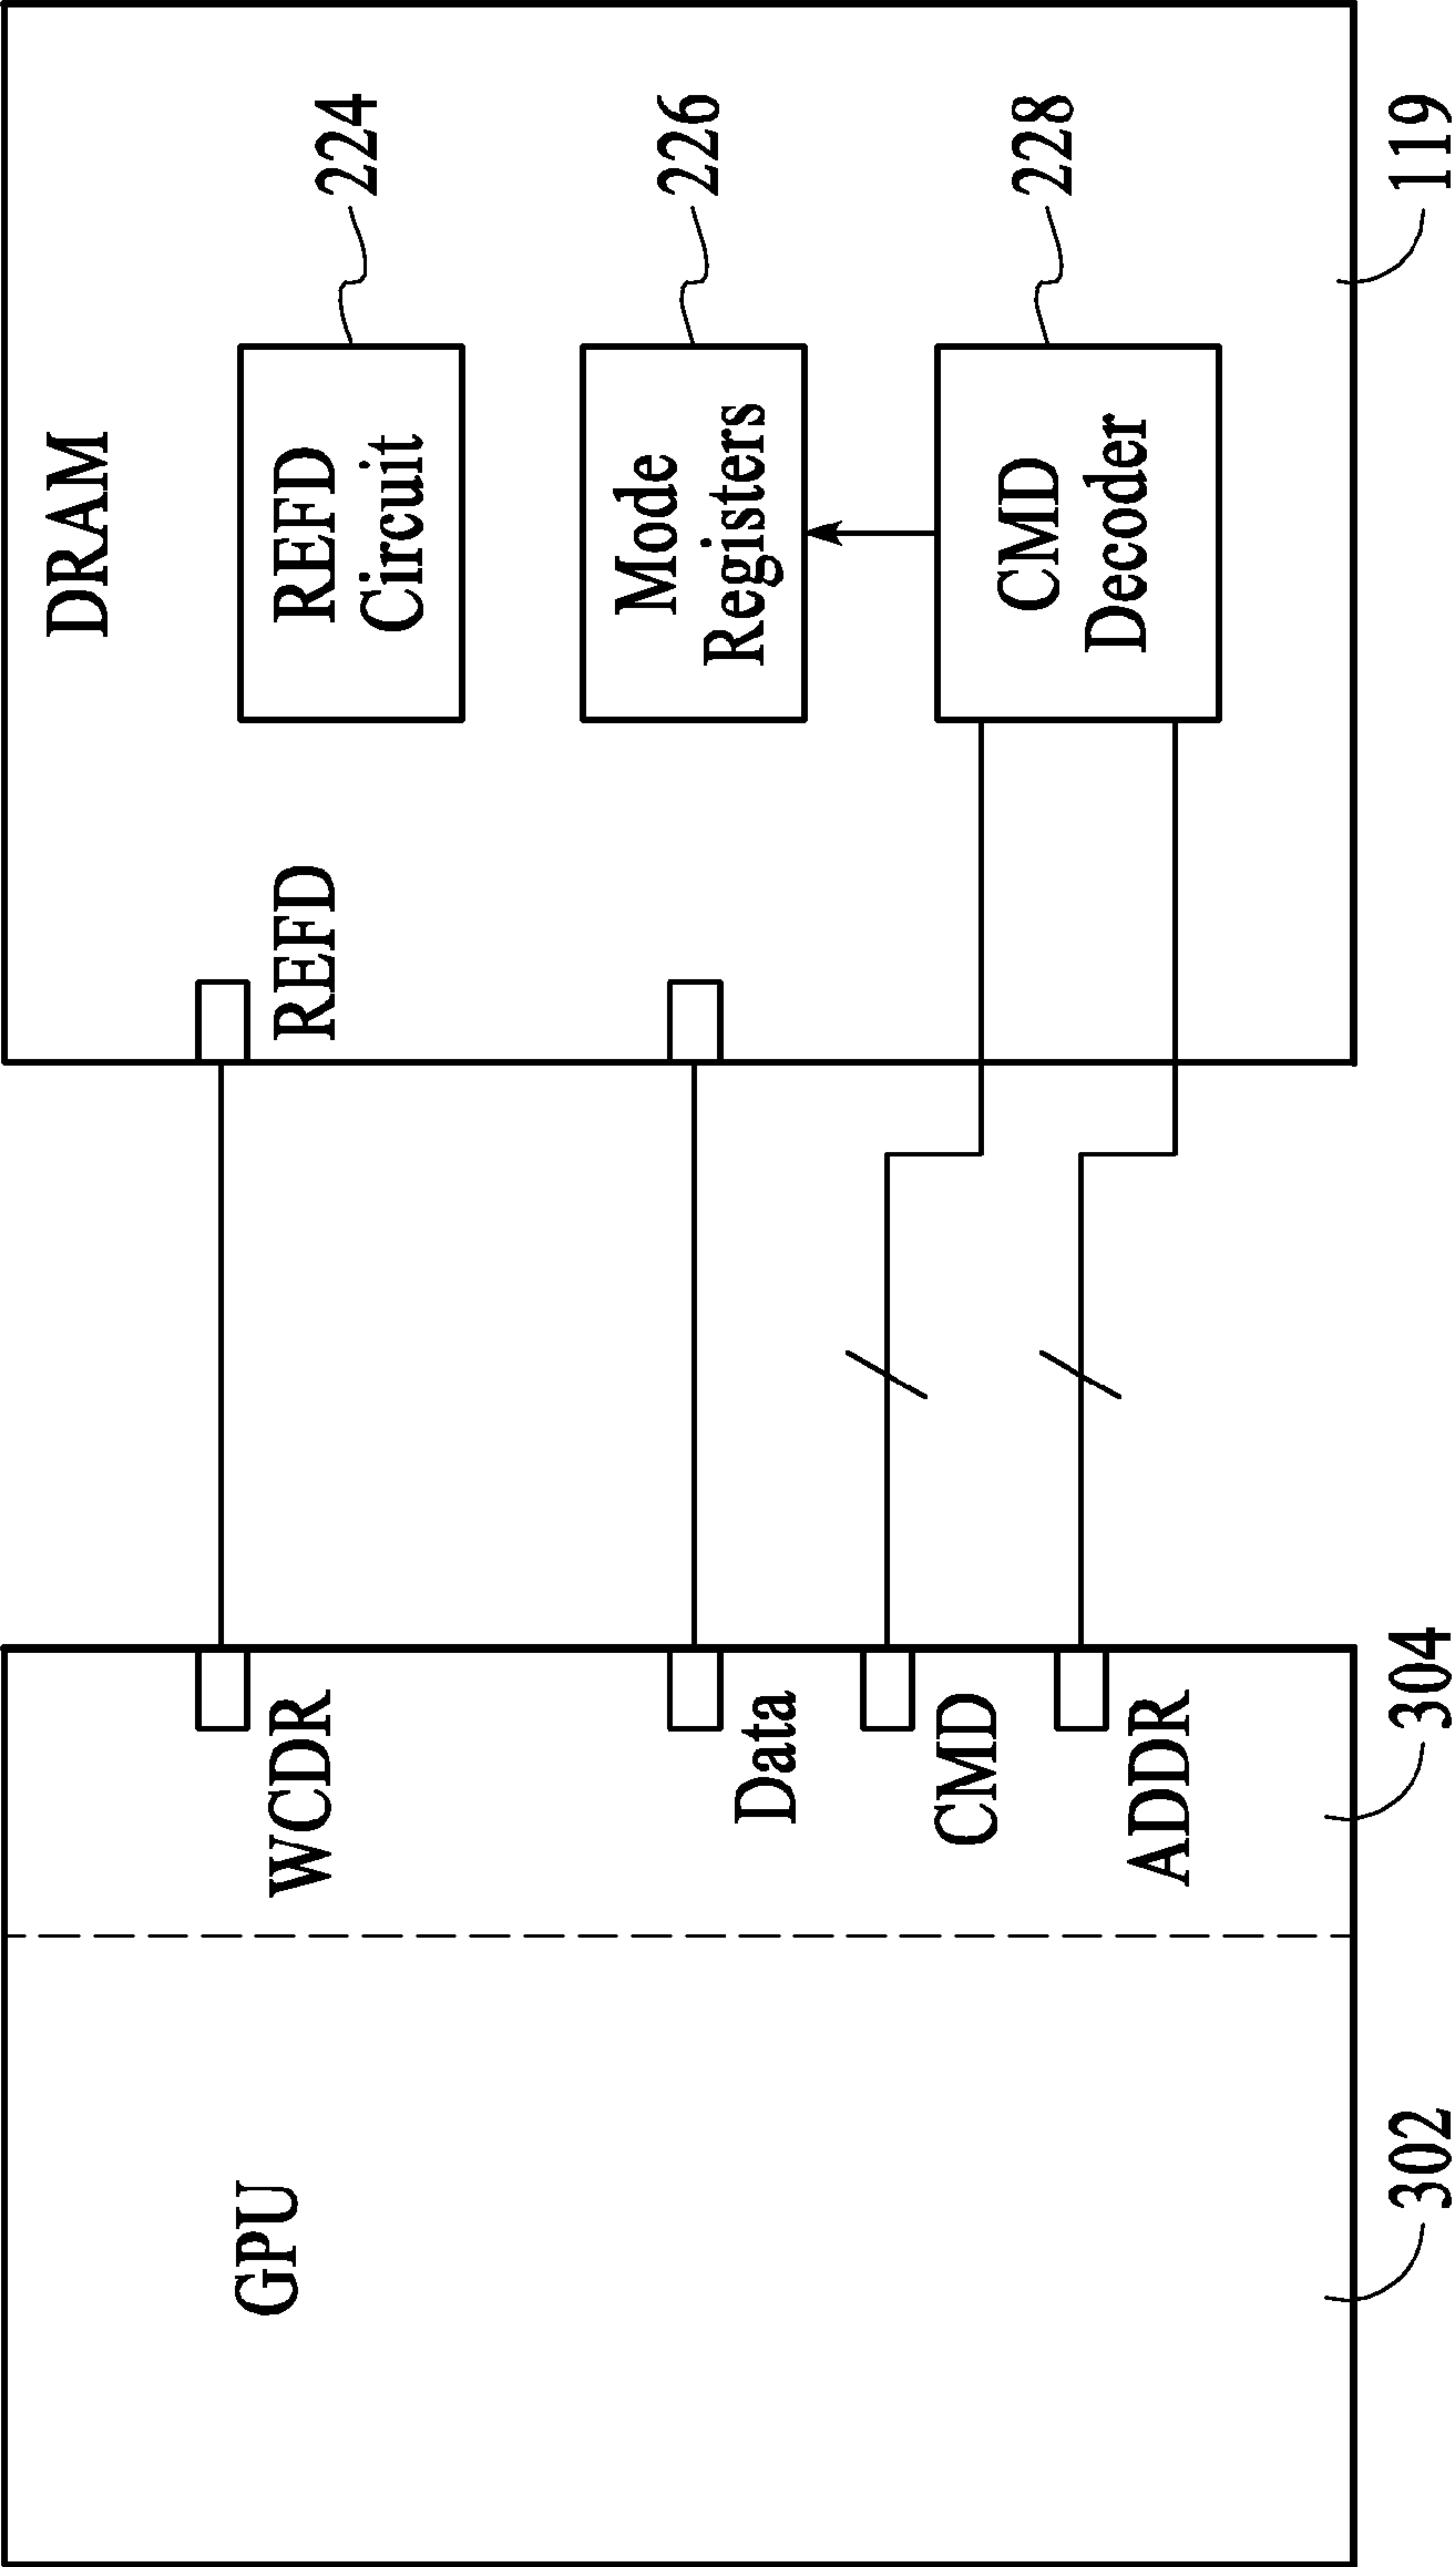 GPU
WCDR
Data
CMD
ADDR
302
304
DRAM
REFD
REFD
Circuit
224
Mode
Registers
226
CMD
Decoder
228
119